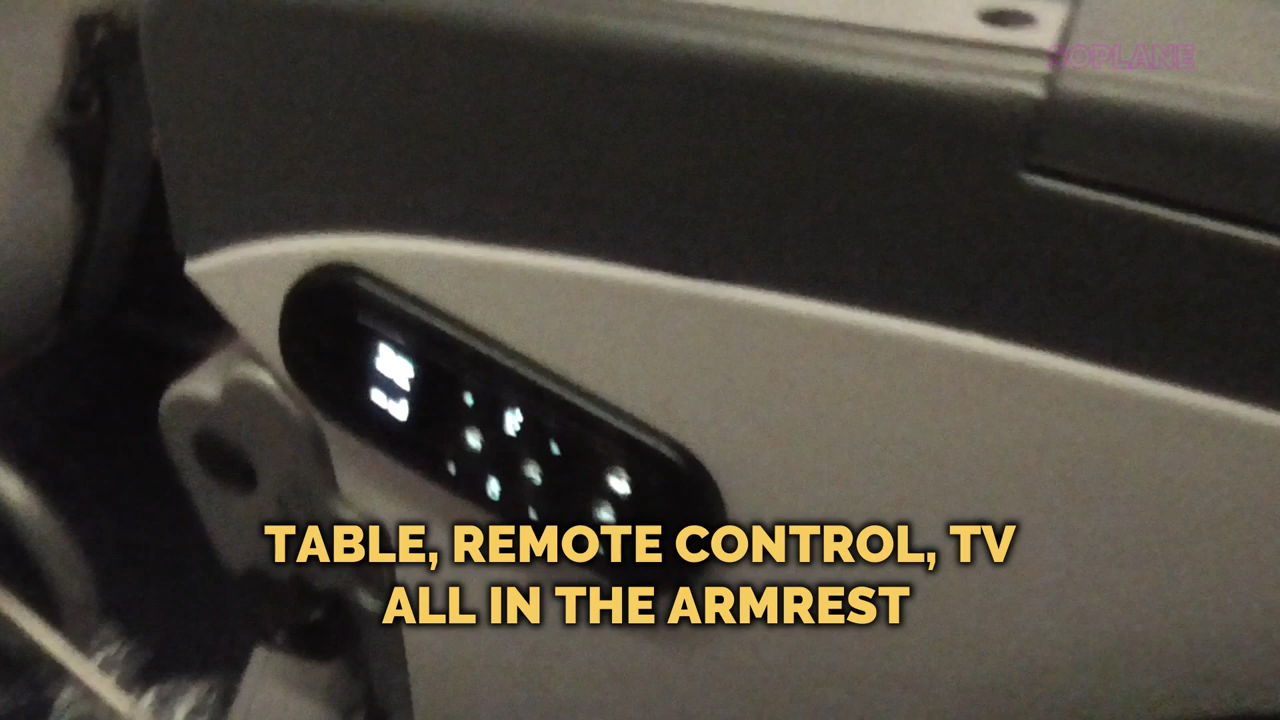 TABLE, REMOTE CONTROL, TV
ALL IN THE ARMREST